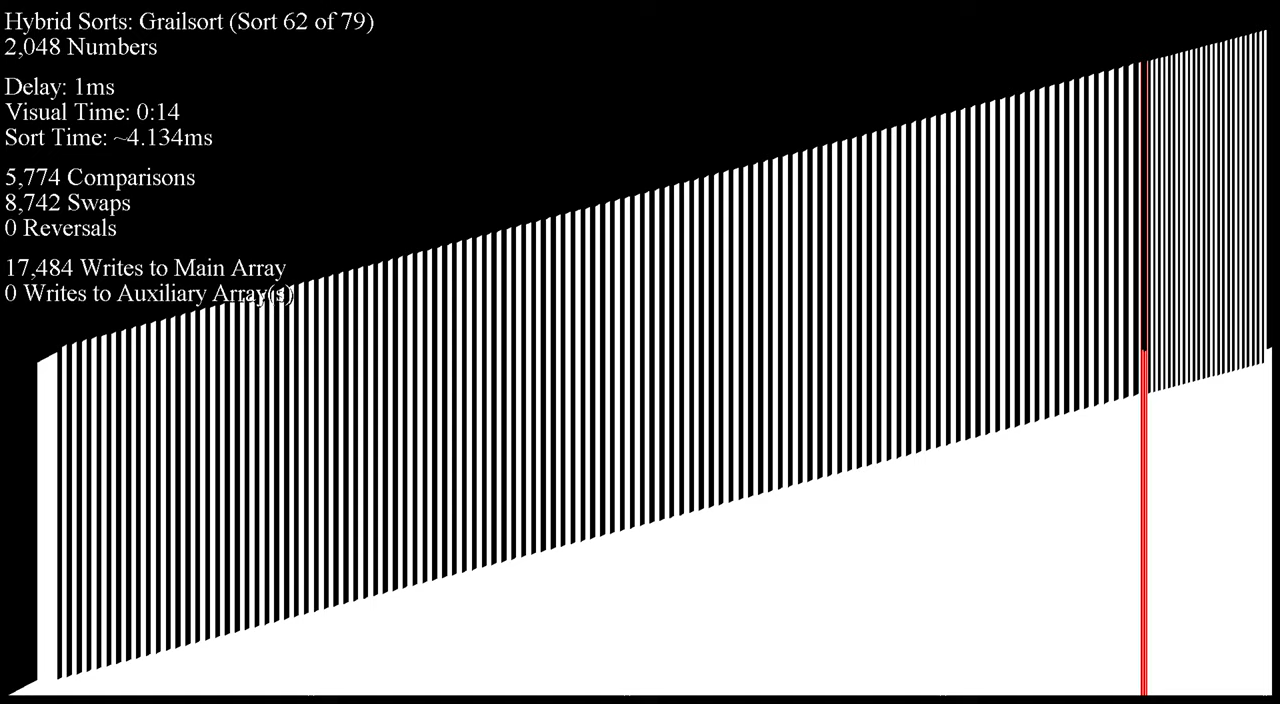 Hybrid Sorts: Grailsort (Sort 62 of 79)
2,048 Numbers
Delay: 1ms
Visual Time: 0:14
Sort Time: ~4.134ms
5,774 Comparisons
8,742 Swaps
0 Reversals
17,484 Writes to Main Array
0 Writes to Auxiliary Array(s)